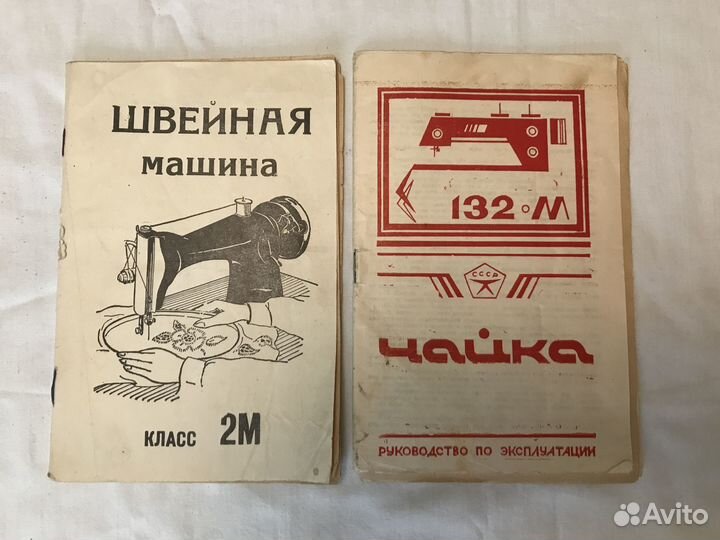 ШВЕЙНАЯ
машина
КЛАСС 2М
132-М
СССР
чайка
РУКОВОДСТВО ПО ЭКСПЛУАТАЦИИ
Avito